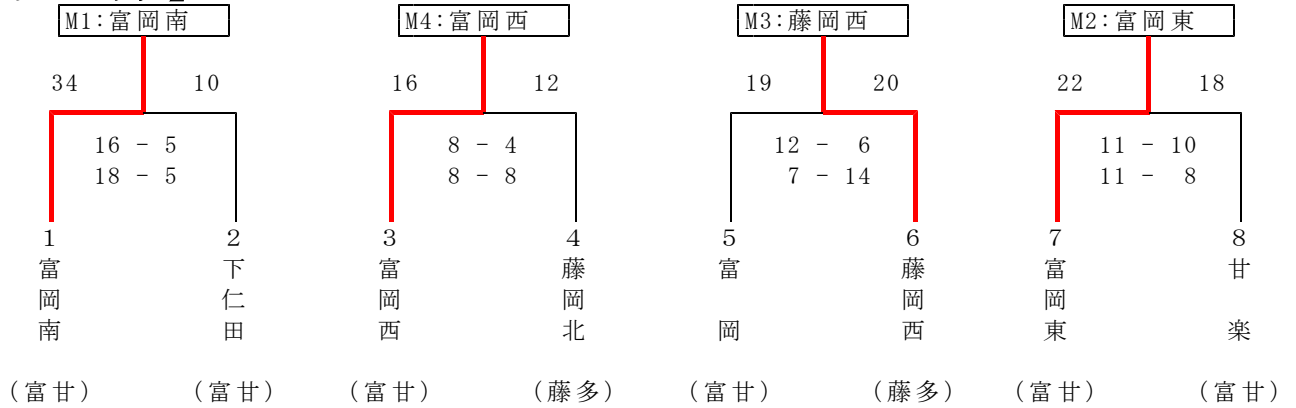 M1:富岡南 M4:富岡西 M3:藤岡西 M2:富岡東
34 10 16 12 19 20 22 18
16 - 5 8 - 4 12 - 6 11 - 10
18 - 5 8 - 8 7 - 14 11 - 8
1 2 3 4 5 6 7 8
富岡南 下仁田 富岡西 藤岡北 富岡 藤岡西 富岡東 甘楽
(富甘) (富甘) (富甘) (藤多) (富甘) (藤多) (富甘) (富甘)